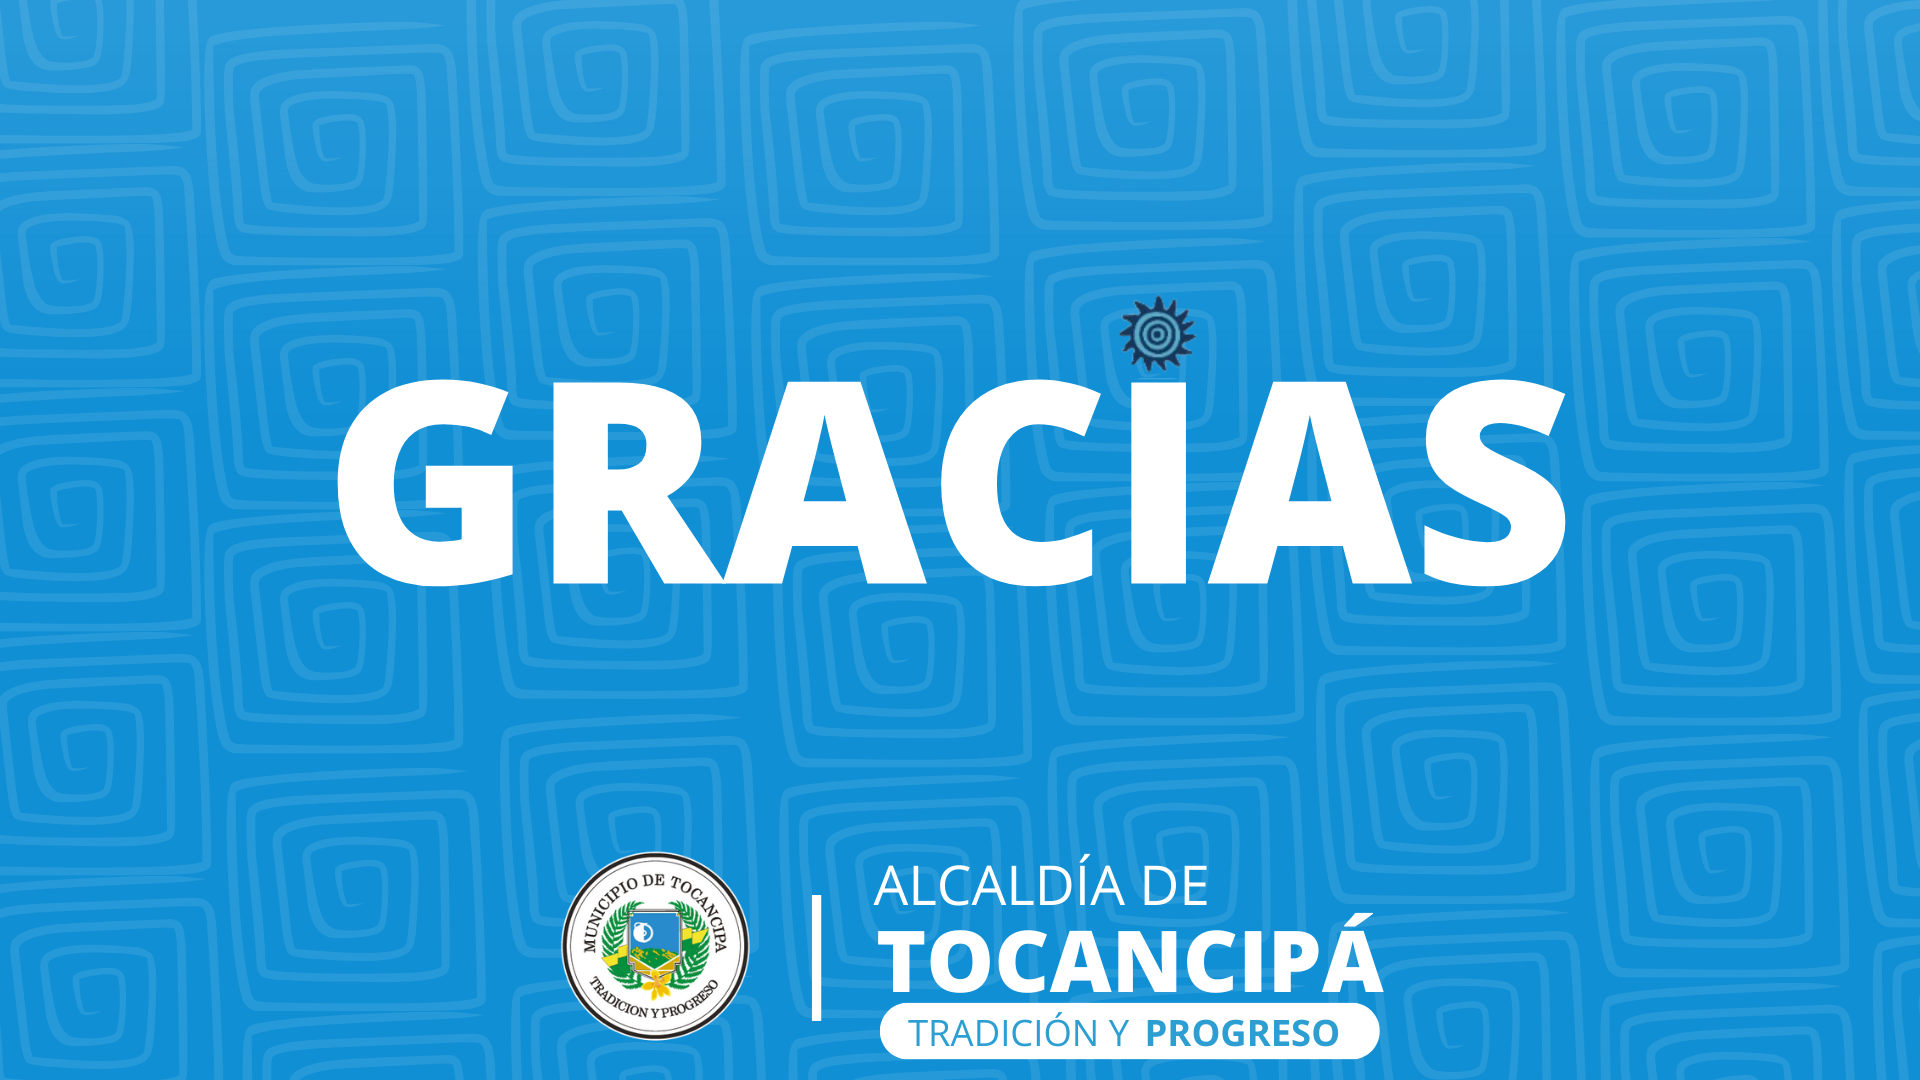 GRACIAS
MUNICIPIO DE TOCANCIPA
TRADICION Y PROGRESO
ALCALDÍA DE
TOCANCIPÁ
TRADICIÓN Y PROGRESO